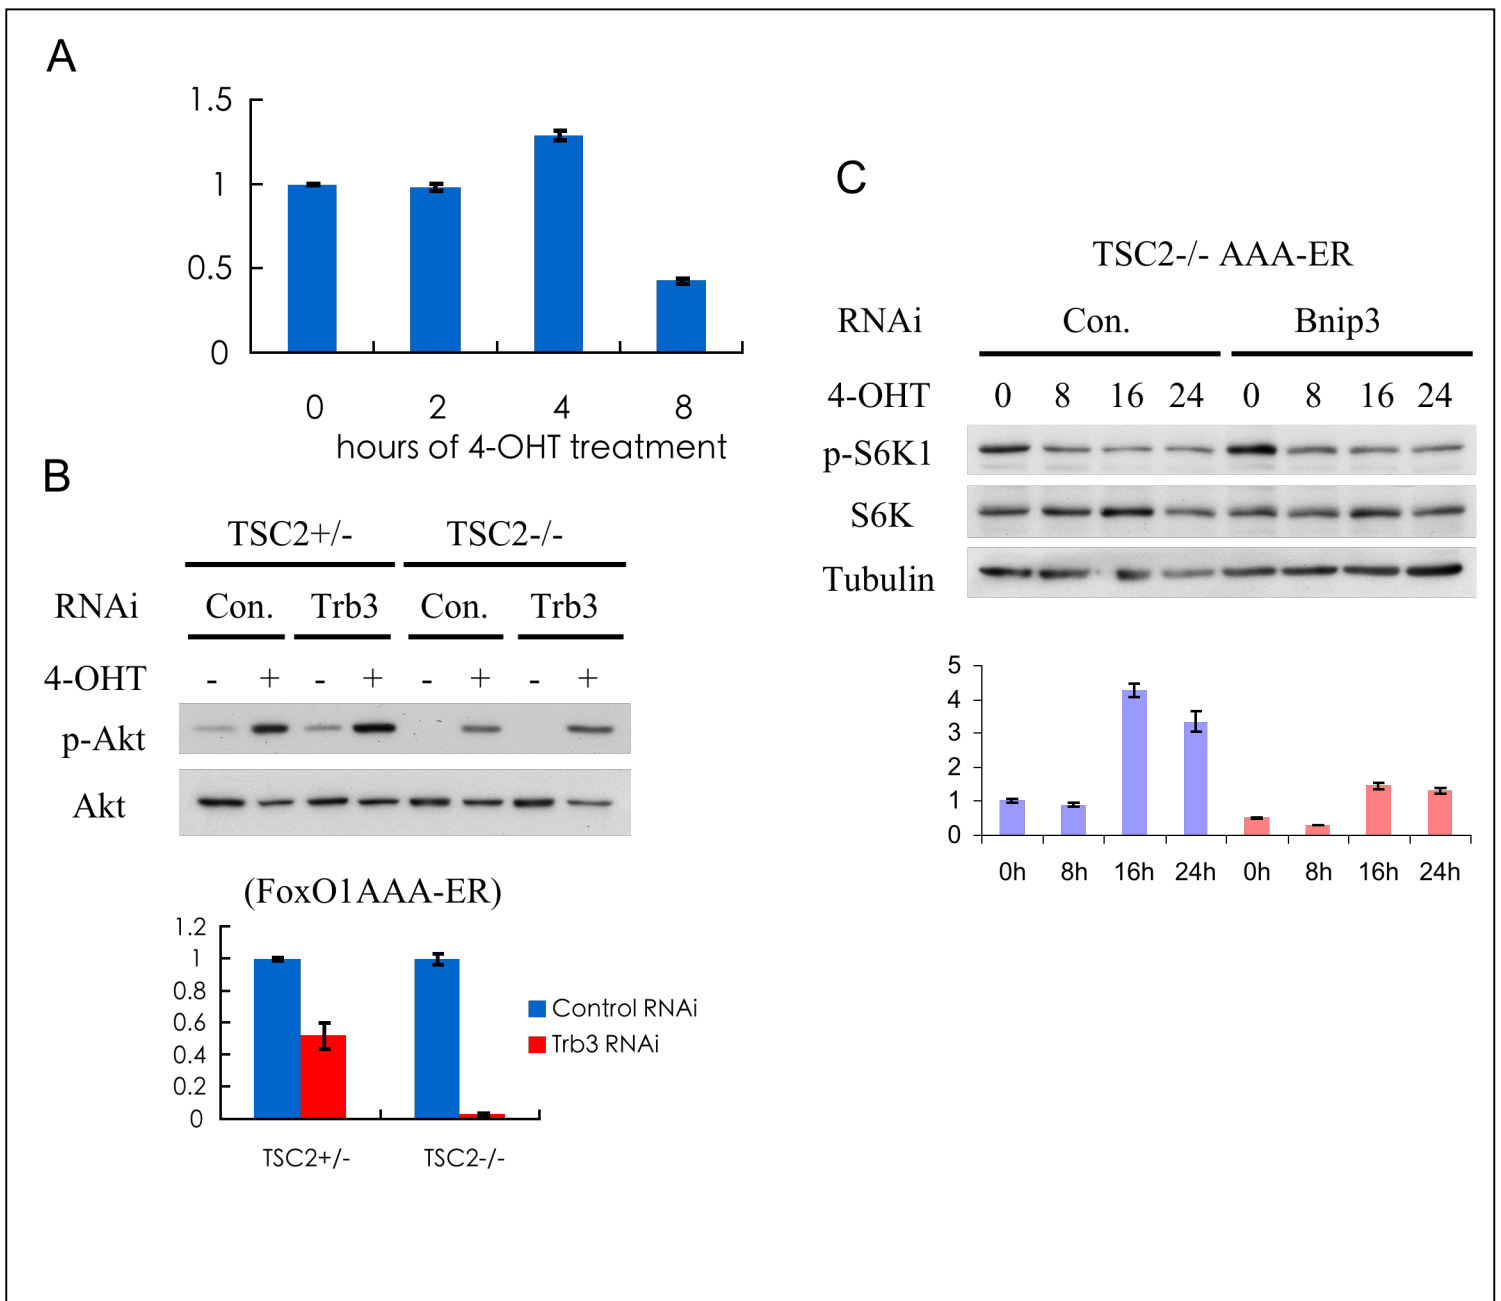 A
1.5
1
0.5
0
0 2 4 8
hours of 4-OHT treatment
B
TSC2+/- TSC2-/-
RNAi Con. Trb3 Con. Trb3
4-OHT - + - + - + - +
p-Akt
Akt
(FoxO1AAA-ER)
1.2
1
0.8
0.6
0.4
0.2
0
Control RNAi
Trb3 RNAi
TSC2+/- TSC2-/-
C
TSC2-/- AAA-ER
RNAi Con. Bnip3
4-OHT 0 8 16 24 0 8 16 24
p-S6K1
S6K
Tubulin
5
4
3
2
1
0
0h 8h 16h 24h 0h 8h 16h 24h